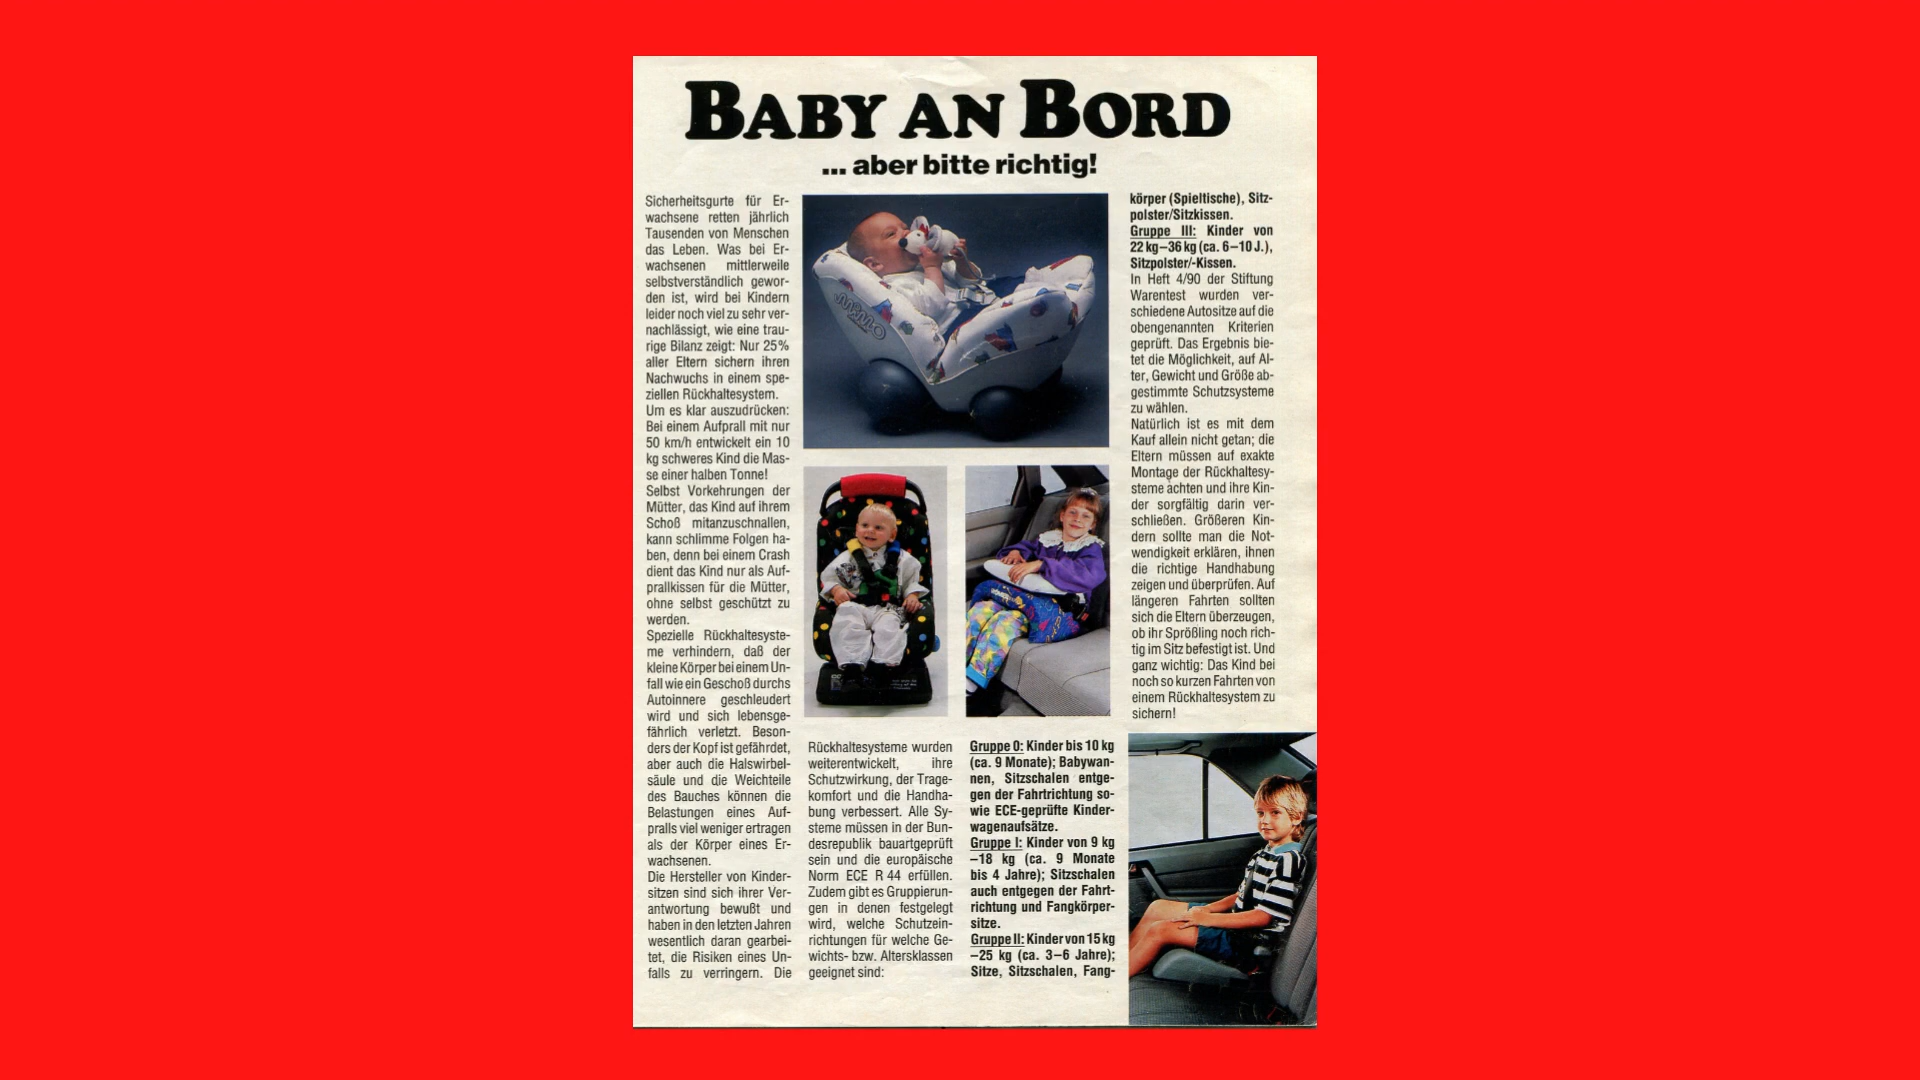 BABY AN BORD
... aber bitte richtig!
Sicherheitsgurte für Er-
wachsene retten jährlich
Tausenden von Menschen
das Leben. Was bei Er-
wachsenen mittlerweile
selbstverständlich gewor-
den ist, wird bei Kindern
leider noch viel zu sehr ver-
nachlässigt, wie eine trau-
rige Bilanz zeigt: Nur 25%
aller Eltern sichern ihren
Nachwuchs in einem spe-
ziellen Rückhaltesystem.
Um es klar auszudrücken:
Bei einem Aufprall mit nur
50 km/h entwickelt ein 10
kg schweres Kind die Mas-
se einer halben Tonne!
Selbst Vorkehrungen der
Mütter, das Kind auf ihrem
Schoß mitanzuschnallen,
kann schlimme Folgen ha-
ben, denn bei einem Crash
dient das Kind nur als Auf-
prallkissen für die Mütter,
ohne selbst geschützt zu
werden.
Spezielle Rückhaltesyste-
me verhindern, daß der
kleine Körper bei einem Un-
fall wie ein Geschoß durchs
Autoinnere geschleudert
wird und sich lebensge-
fährlich verletzt. Beson-
ders der Kopf ist gefährdet,
aber auch die Halswirbel-
säule und die Weichteile
des Bauches können die
Belastungen eines Auf-
pralls viel weniger ertragen
als der Körper eines Er-
wachsenen.
Die Hersteller von Kinder-
sitzen sind sich ihrer Ver-
antwortung bewußt und
haben in den letzten Jahren
wesentlich daran gearbei-
tet, die Risiken eines Un-
falls zu verringern. Die
MiMO
Rückhaltesysteme wurden
weiterentwickelt, ihre
Schutzwirkung, der Trage-
komfort und die Handha-
bung verbessert. Alle Sy-
steme müssen in der Bun-
desrepublik bauartgeprüft
sein und die europäische
Norm ECE R 44 erfüllen.
Zudem gibt es Gruppierun-
gen in denen festgelegt
wird, welche Schutzein-
richtungen für welche Ge-
wichts- bzw. Altersklassen
geeignet sind:
Gruppe 0: Kinder bis 10 kg
(ca. 9 Monate); Babywan-
nen, Sitzschalen entge-
gen der Fahrtrichtung so-
wie ECE-geprüfte Kinder-
wagenaufsätze.
Gruppe I: Kinder von 9 kg
–18 kg (ca. 9 Monate
bis 4 Jahre); Sitzschalen
auch entgegen der Fahrt-
richtung und Fangkörper-
sitze.
Gruppe II: Kinder von 15 kg
–25 kg (ca. 3–6 Jahre);
Sitze, Sitzschalen, Fang-
körper (Spieltische), Sitz-
polster/Sitzkissen.
Gruppe III: Kinder von
22 kg–36 kg (ca. 6–10 J.),
Sitzpolster/-Kissen.
In Heft 4/90 der Stiftung
Warentest wurden ver-
schiedene Autositze auf die
obengenannten Kriterien
geprüft. Das Ergebnis bie-
tet die Möglichkeit, auf Al-
ter, Gewicht und Größe ab-
gestimmte Schutzsysteme
zu wählen.
Natürlich ist es mit dem
Kauf allein nicht getan; die
Eltern müssen auf exakte
Montage der Rückhaltesy-
steme achten und ihre Kin-
der sorgfältig darin ver-
schließen. Größeren Kin-
dern sollte man die Not-
wendigkeit erklären, ihnen
die richtige Handhabung
zeigen und überprüfen. Auf
längeren Fahrten sollten
sich die Eltern überzeugen,
ob ihr Sprößling noch rich-
tig im Sitz befestigt ist. Und
ganz wichtig: Das Kind bei
noch so kurzen Fahrten von
einem Rückhaltesystem zu
sichern!